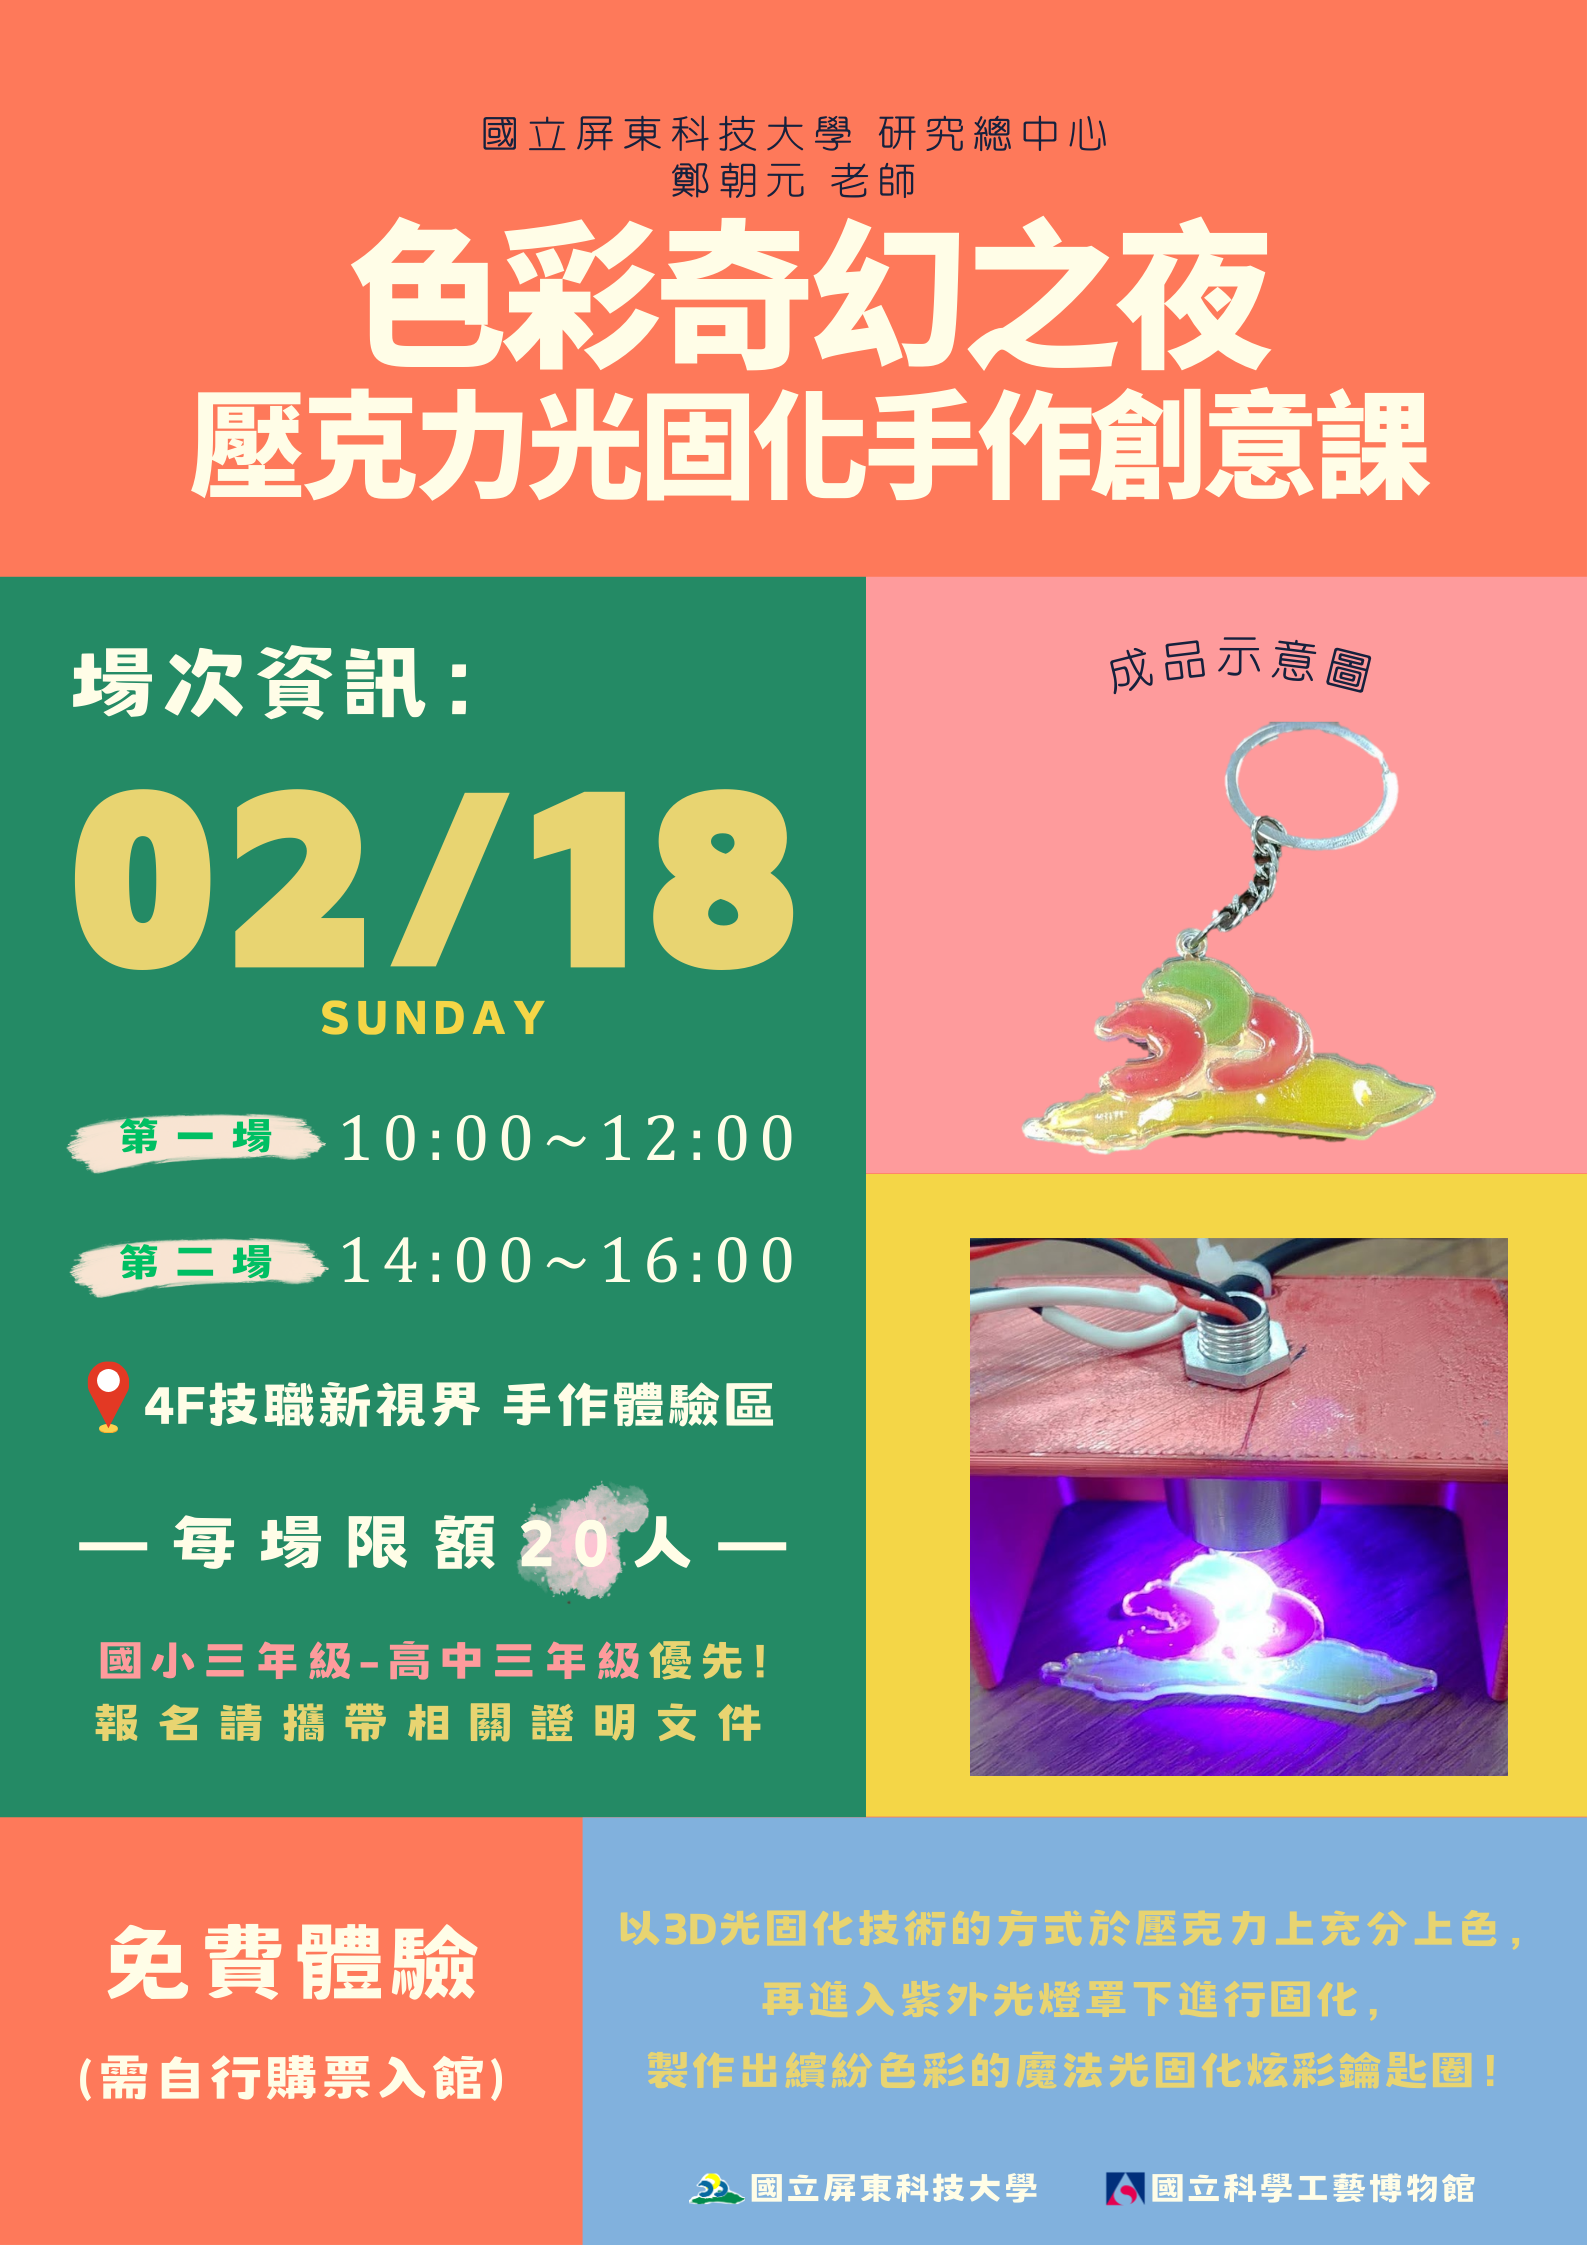 國立屏東科技大學 研究總中心
鄭朝元 老師
色彩奇幻之夜
壓克力光固化手作創意課
場次資訊:
02/18
SUNDAY
第一場 10:00~12:00
第二場 14:00~16:00
4F技職新視界 手作體驗區
—每場限額20人—
國小三年級-高中三年級優先!
報名請攜帶相關證明文件
成品示意圖
免費體驗
(需自行購票入館)
以3D光固化技術的方式於壓克力上充分上色,
再進入紫外光燈罩下進行固化,
製作出繽紛色彩的魔法光固化炫彩鑰匙圈!
國立屏東科技大學 國立科學工藝博物館